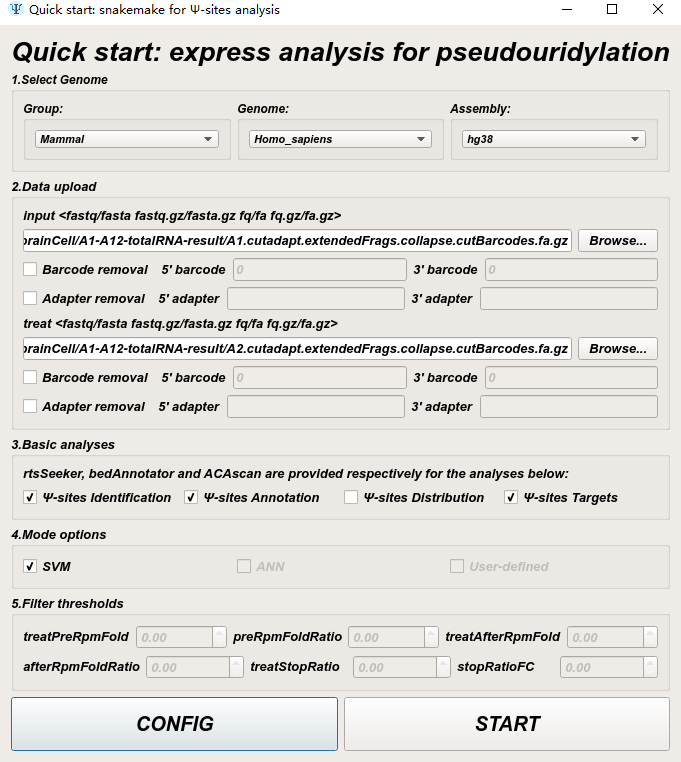 Quick start: snakemake for Ψ-sites analysis
Quick start: express analysis for pseudouridylation
1.Select Genome
Group: Genome: Assembly:
Mammal Homo_sapiens hg38
2.Data upload
input <fastq/fasta fastq.gz/fasta.gz fq/fa fq.gz/fa.gz>
rainCell/A1-A12-totalRNA-result/A1.cutadapt.extendedFrags.collapse.cutBarcodes.fa.gz Browse...
Barcode removal 5' barcode 0 3' barcode 0
Adapter removal 5' adapter 3' adapter
treat <fastq/fasta fastq.gz/fasta.gz fq/fa fq.gz/fa.gz>
rainCell/A1-A12-totalRNA-result/A2.cutadapt.extendedFrags.collapse.cutBarcodes.fa.gz Browse...
Barcode removal 5' barcode 0 3' barcode 0
Adapter removal 5' adapter 3' adapter
3.Basic analyses
rtsSeeker, bedAnnotator and ACAscan are provided respectively for the analyses below:
Ψ-sites Identification Ψ-sites Annotation Ψ-sites Distribution Ψ-sites Targets
4.Mode options
SVM ANN User-defined
5.Filter thresholds
treatPreRpmFold 0.00 preRpmFoldRatio 0.00 treatAfterRpmFold 0.00
afterRpmFoldRatio 0.00 treatStopRatio 0.00 stopRatioFC 0.00
CONFIG START